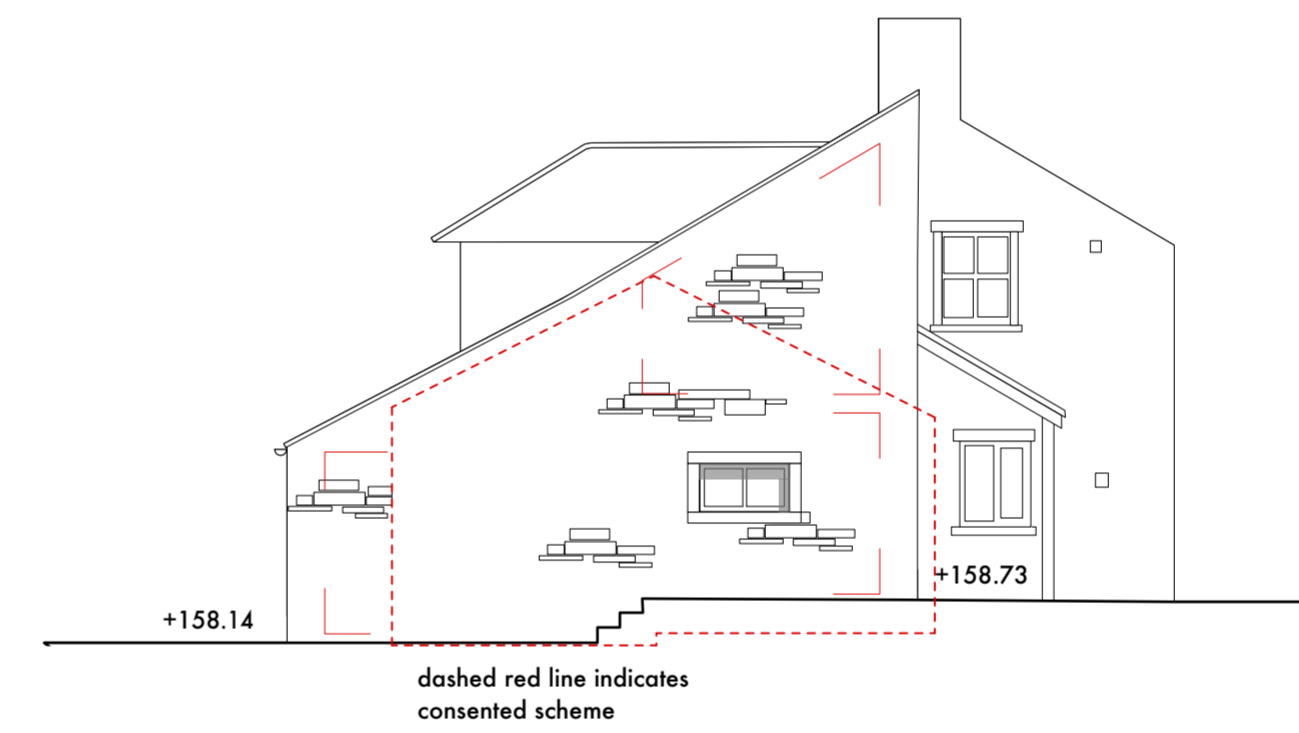 +158.73
+158.14
dashed red line indicates
consented scheme